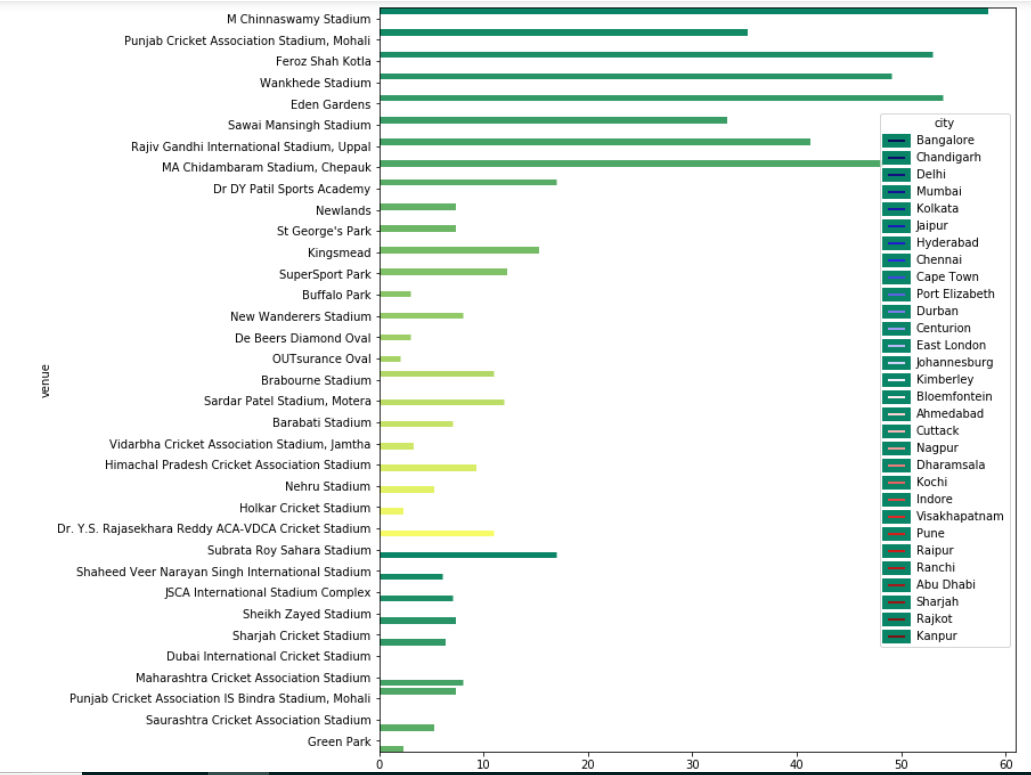 M Chinnaswamy Stadium
Punjab Cricket Association Stadium, Mohali
Feroz Shah Kotla
Wankhede Stadium
Eden Gardens
Sawai Mansingh Stadium
Rajiv Gandhi International Stadium, Uppal
MA Chidambaram Stadium, Chepauk
Dr DY Patil Sports Academy
Newlands
St George's Park
Kingsmead
SuperSport Park
Buffalo Park
New Wanderers Stadium
De Beers Diamond Oval
OUTsurance Oval
Brabourne Stadium
Sardar Patel Stadium, Motera
Barabati Stadium
Vidarbha Cricket Association Stadium, Jamtha
Himachal Pradesh Cricket Association Stadium
Nehru Stadium
Holkar Cricket Stadium
Dr. Y.S. Rajasekhara Reddy ACA-VDCA Cricket Stadium
Subrata Roy Sahara Stadium
Shaheed Veer Narayan Singh International Stadium
JSCA International Stadium Complex
Sheikh Zayed Stadium
Sharjah Cricket Stadium
Dubai International Cricket Stadium
Maharashtra Cricket Association Stadium
Punjab Cricket Association IS Bindra Stadium, Mohali
Saurashtra Cricket Association Stadium
Green Park
venue
0 10 20 30 40 50 60
city
Bangalore
Chandigarh
Delhi
Mumbai
Kolkata
Jaipur
Hyderabad
Chennai
Cape Town
Port Elizabeth
Durban
Centurion
East London
Johannesburg
Kimberley
Bloemfontein
Ahmedabad
Cuttack
Nagpur
Dharamsala
Kochi
Indore
Visakhapatnam
Pune
Raipur
Ranchi
Abu Dhabi
Sharjah
Rajkot
Kanpur